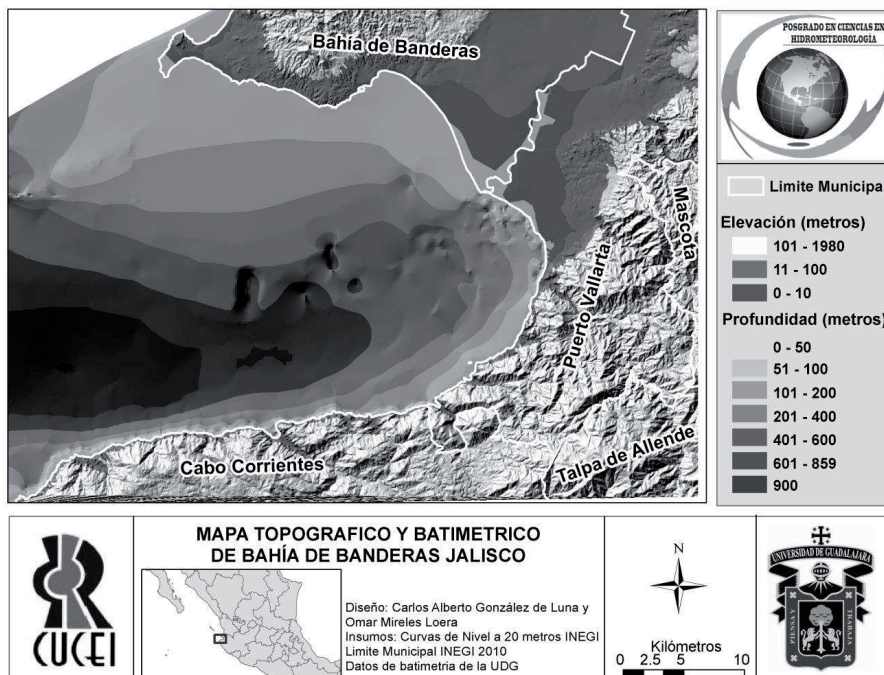 Bahía de Banderas
Mascota
Puerto Vallarta
Talpa de Allende
Cabo Corrientes
POSGRADO EN CIENCIAS EN
HIDROMETEOROLOGÍA
Limite Municipa
Elevación (metros)
101 - 1980
11 - 100
0 - 10
Profundidad (metros)
0 - 50
51 - 100
101 - 200
201 - 400
401 - 600
601 - 859
900
CUCEI
MAPA TOPOGRAFICO Y BATIMETRICO
DE BAHÍA DE BANDERAS JALISCO
Diseño: Carlos Alberto González de Luna y
Omar Mireles Loera
Insumos: Curvas de Nivel a 20 metros INEGI
Limite Municipal INEGI 2010
Datos de batimetria de la UDG
N
Kilómetros
0 2.5 5 10
UNIVERSIDAD DE GUADALAJARA
PIENSA Y
TRABAJA